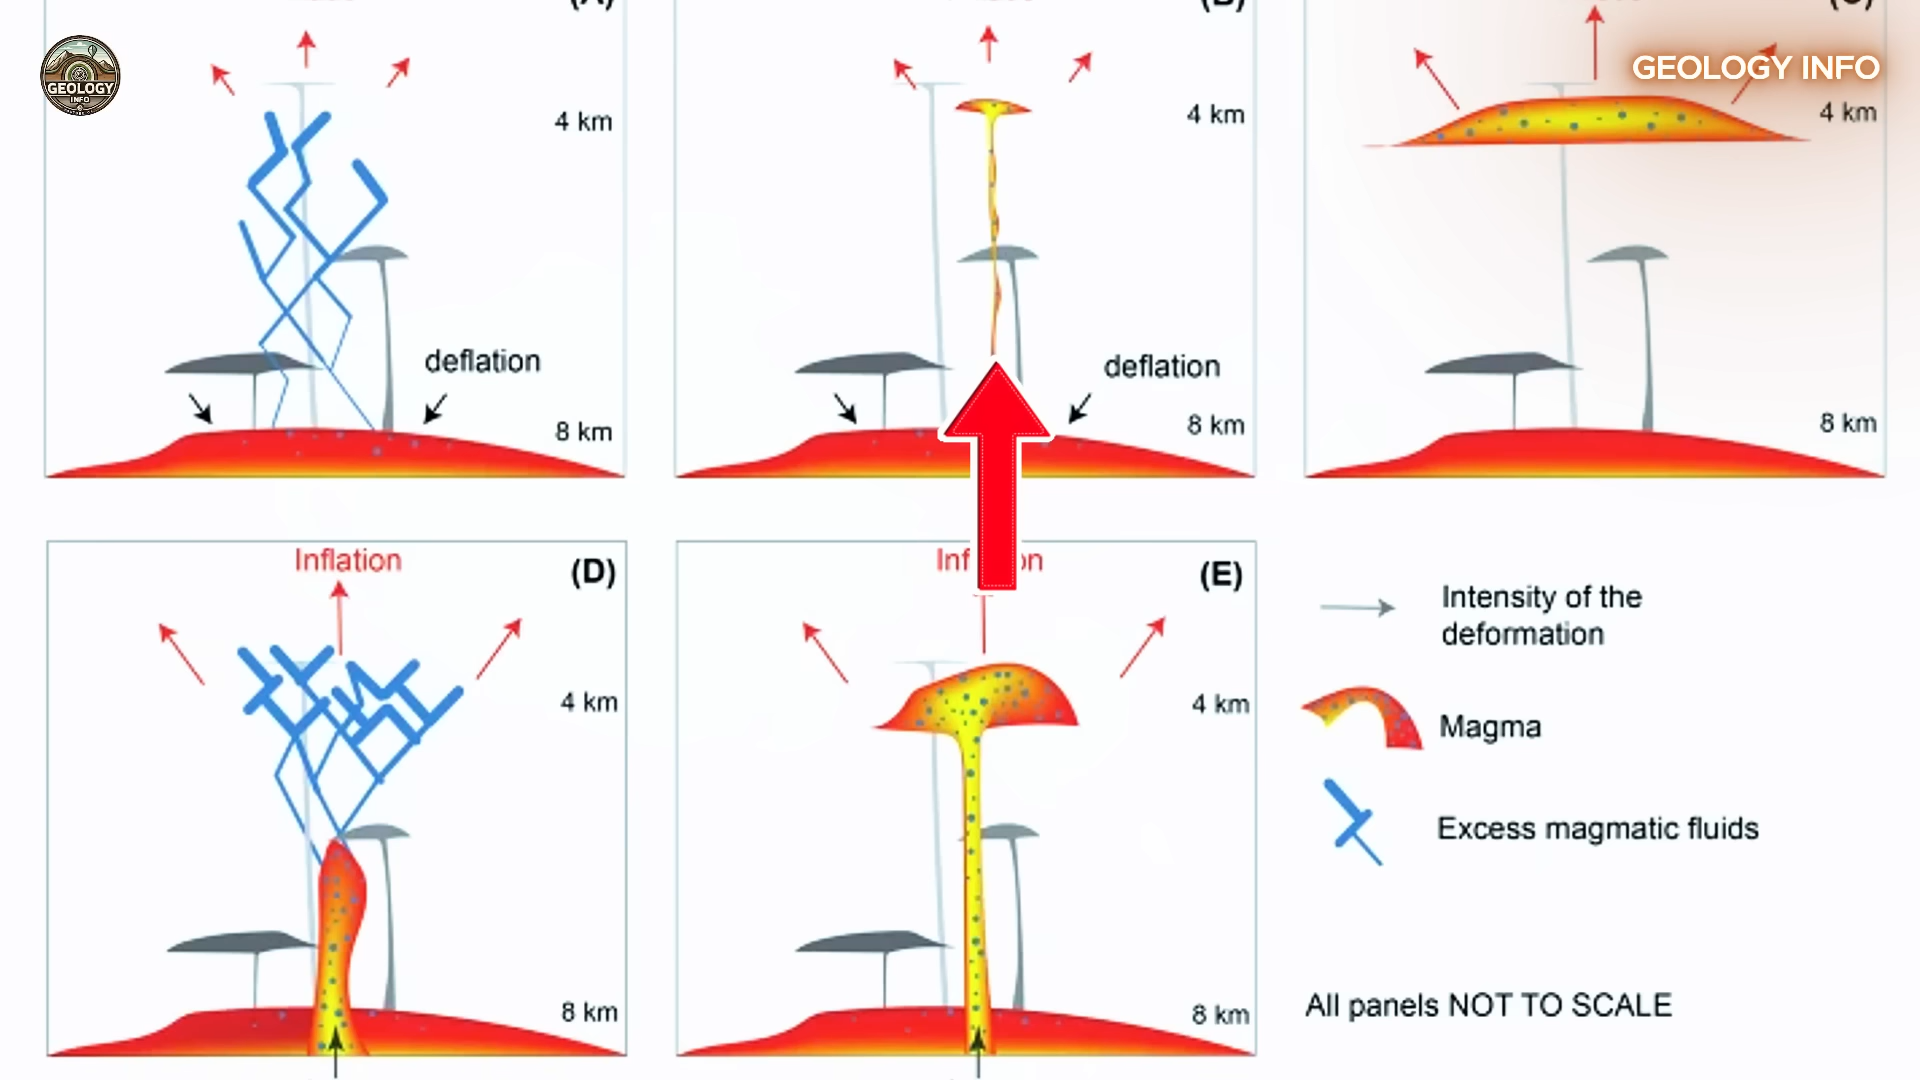 (A)
(B)
(C)
GEOLOGY
INFO
GEOLOGY INFO
4 km
4 km
4 km
deflation
deflation
8 km
8 km
8 km
Inflation
(D)
(E)
4 km
4 km
8 km
8 km
Intensity of the
deformation
Magma
Excess magmatic fluids
All panels NOT TO SCALE